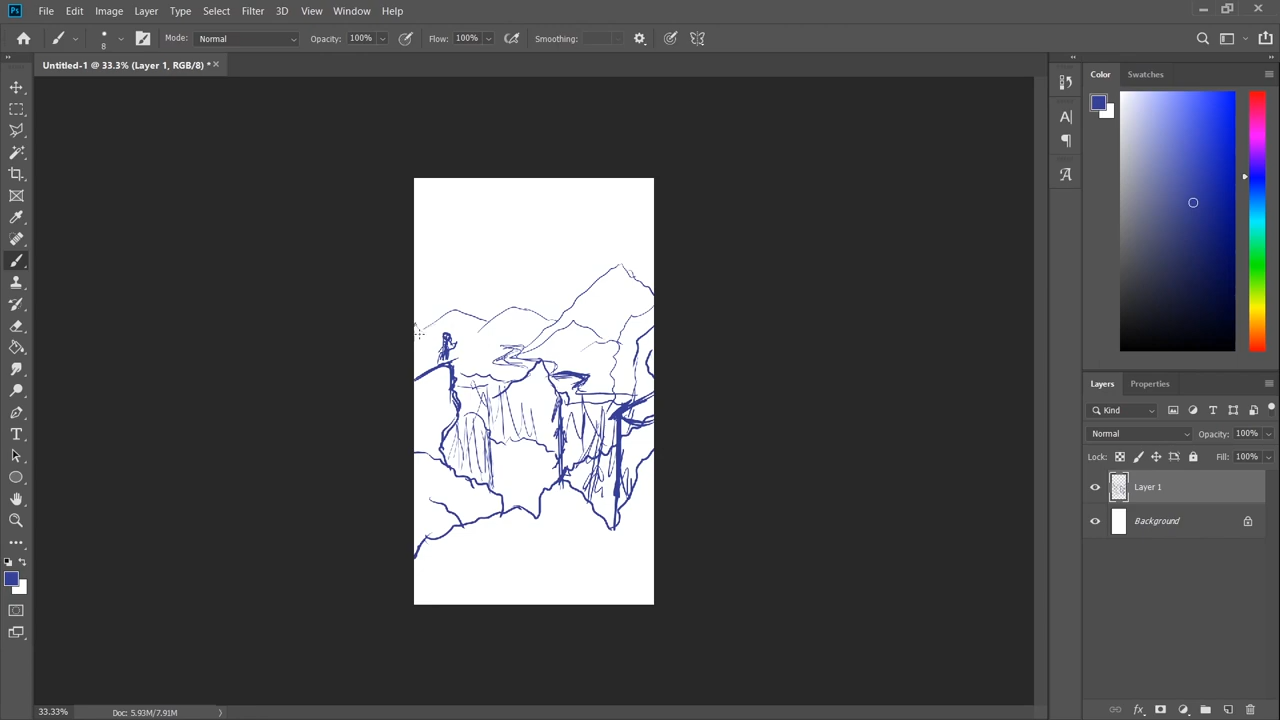 Ps File Edit Image Layer Type Select Filter 3D View Window Help
8 Mode: Normal Opacity: 100% Flow: 100% Smoothing:
Untitled-1 @ 33.3% (Layer 1, RGB/8) *
Color Swatches
Layers Properties
Kind
Normal Opacity: 100%
Lock: Fill: 100%
Layer 1
Background
33.33% Doc: 5.93M/7.91M